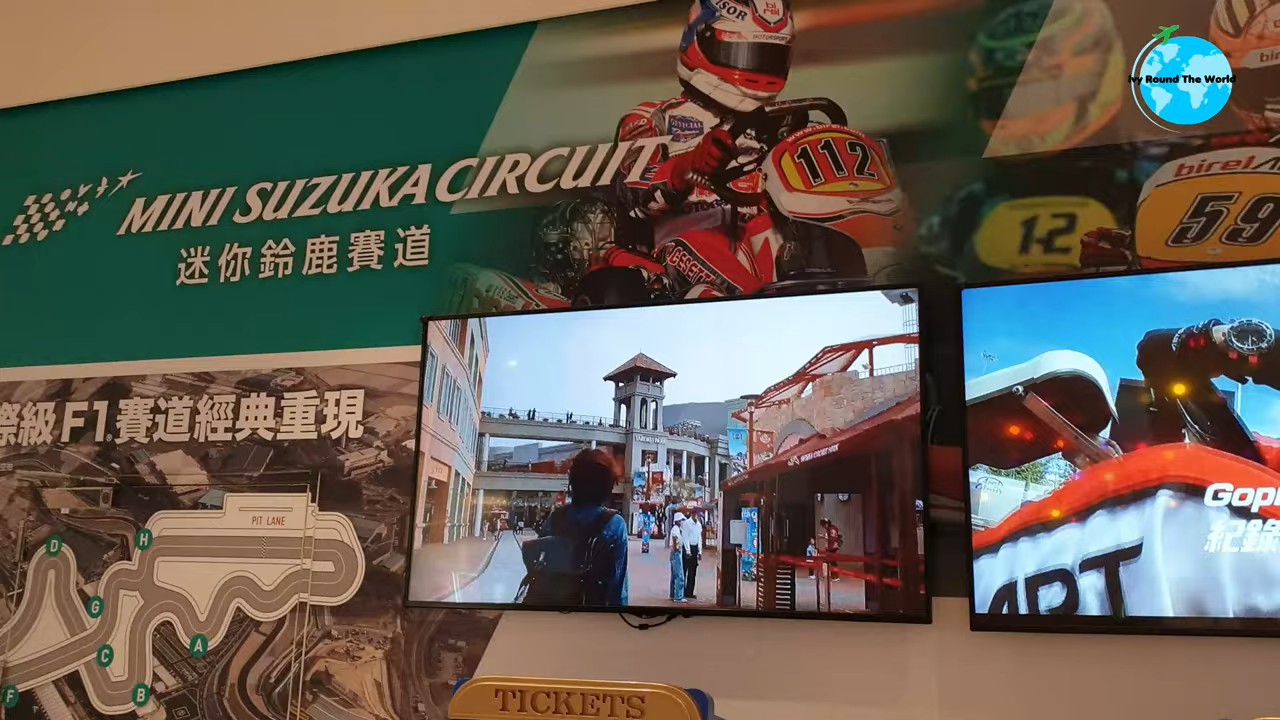 Ivy Round The World
MINI SUZUKA CIRCUIT
迷你鈴鹿賽道
112
12
birel
59
TICKETS
際級F1賽道經典重現
PIT LANE
D
H
G
C
A
F
B
GoP
紀錄
ART